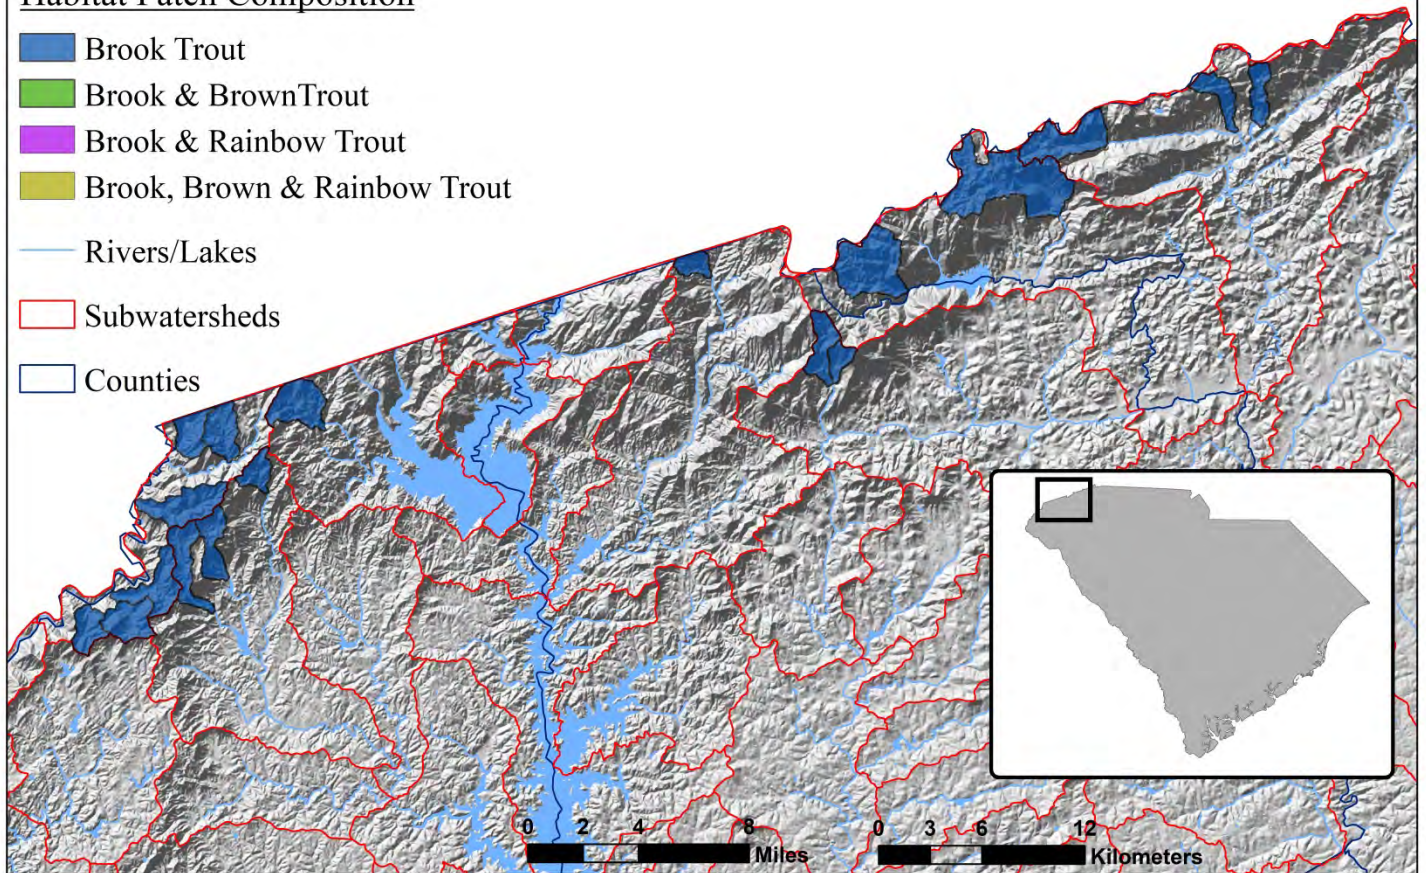 Habitat Patch Composition
Brook Trout
Brook & BrownTrout
Brook & Rainbow Trout
Brook, Brown & Rainbow Trout
Rivers/Lakes
Subwatersheds
Counties
0 2 4 8 Miles
0 3 6 12 Kilometers